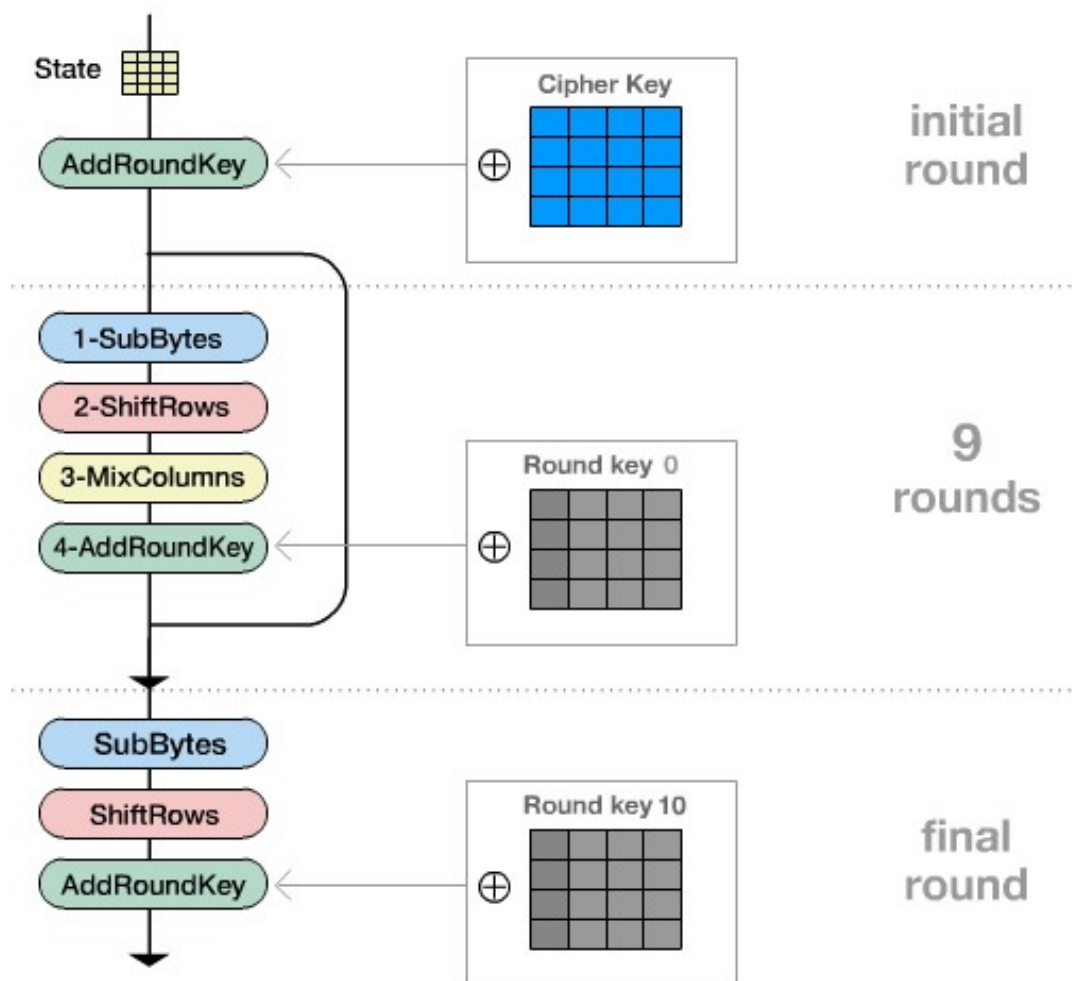 State
Cipher Key
initial
round
AddRoundKey
1-SubBytes
2-ShiftRows
3-MixColumns
4-AddRoundKey
Round key 0
9
rounds
SubBytes
ShiftRows
AddRoundKey
Round key 10
final
round